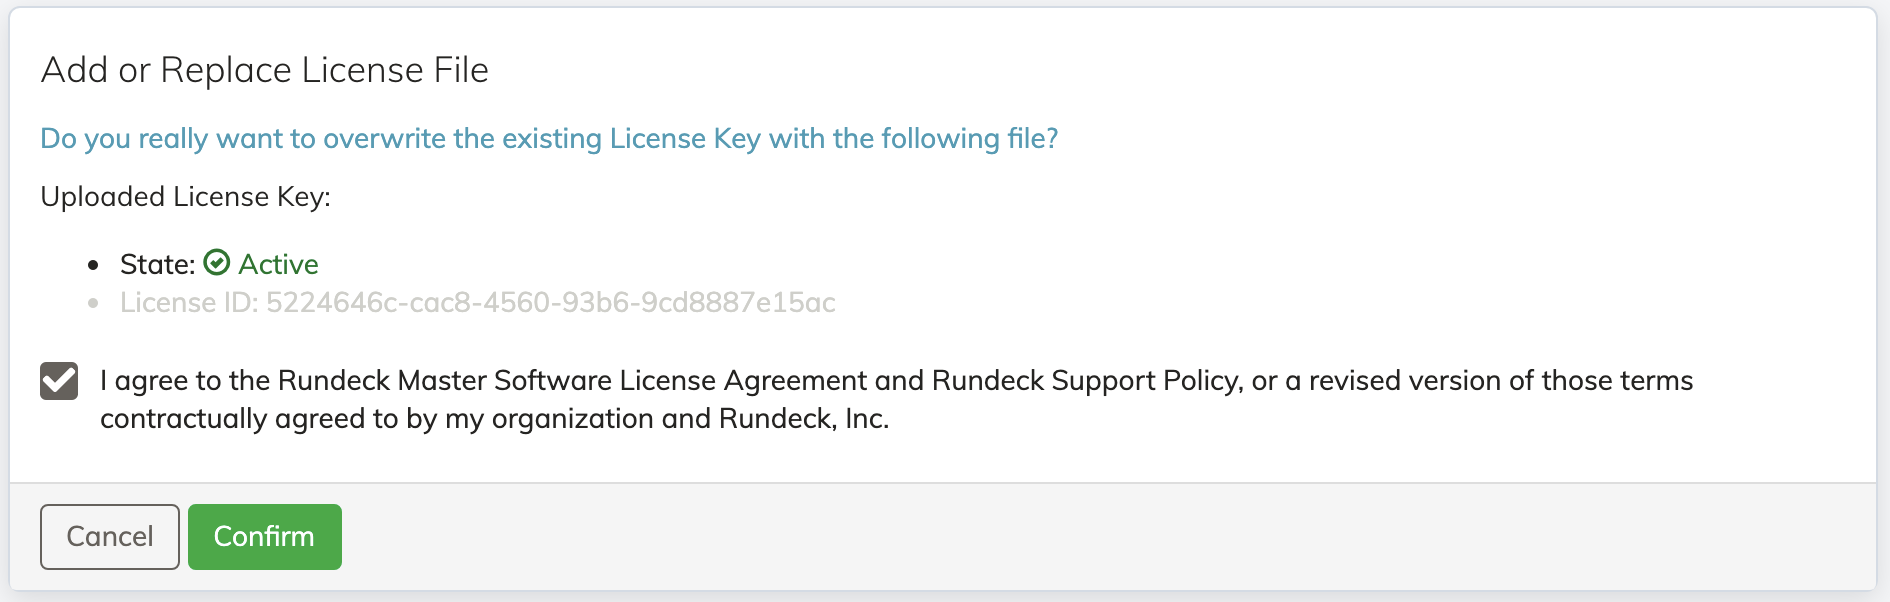 Add or Replace License File
Do you really want to overwrite the existing License Key with the following file?
Uploaded License Key:
State: Active
License ID: 5224646c-cac8-4560-93b6-9cd8887e15ac
I agree to the Rundeck Master Software License Agreement and Rundeck Support Policy, or a revised version of those terms
contractually agreed to by my organization and Rundeck, Inc.
Cancel Confirm